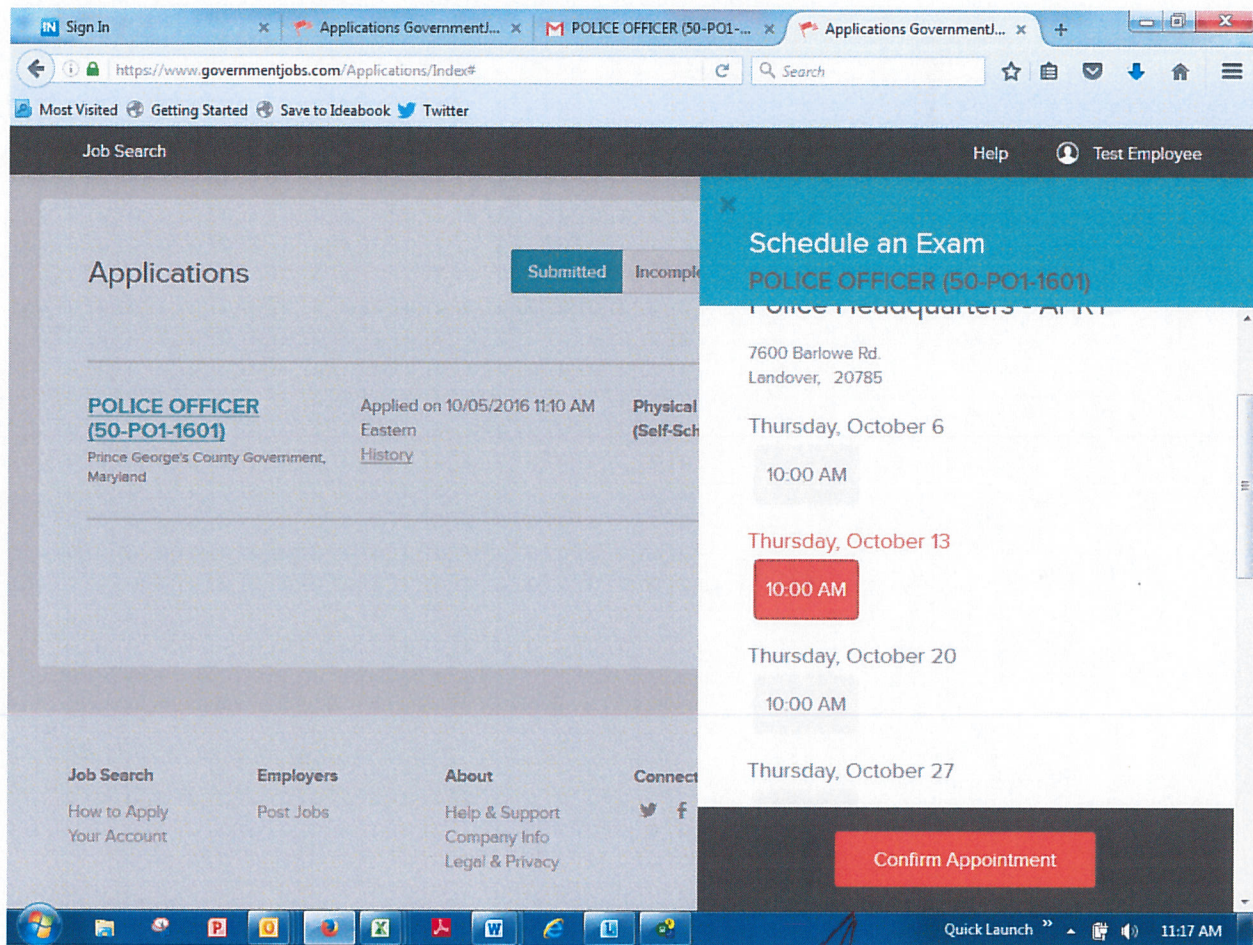 Sign In
Applications GovernmentJ...
POLICE OFFICER (50-PO1-...
Applications GovernmentJ...
https://www.governmentjobs.com/Applications/Index#
Search
Most Visited
Getting Started
Save to Ideabook
Twitter
Job Search
Help
Test Employee
Applications
Submitted
Incomple
POLICE OFFICER
(50-PO1-1601)
Prince George's County Government,
Maryland
Applied on 10/05/2016 11:10 AM
Eastern
History
Physical
(Self-Sch
Schedule an Exam
POLICE OFFICER (50-PO1-1601)
Police Headquarters -
7600 Barlowe Rd.
Landover, 20785
Thursday, October 6
10:00 AM
Thursday, October 13
10:00 AM
Thursday, October 20
10:00 AM
Thursday, October 27
Confirm Appointment
Job Search
How to Apply
Your Account
Employers
Post Jobs
About
Help & Support
Company Info
Legal & Privacy
Connect
Quick Launch
11:17 AM